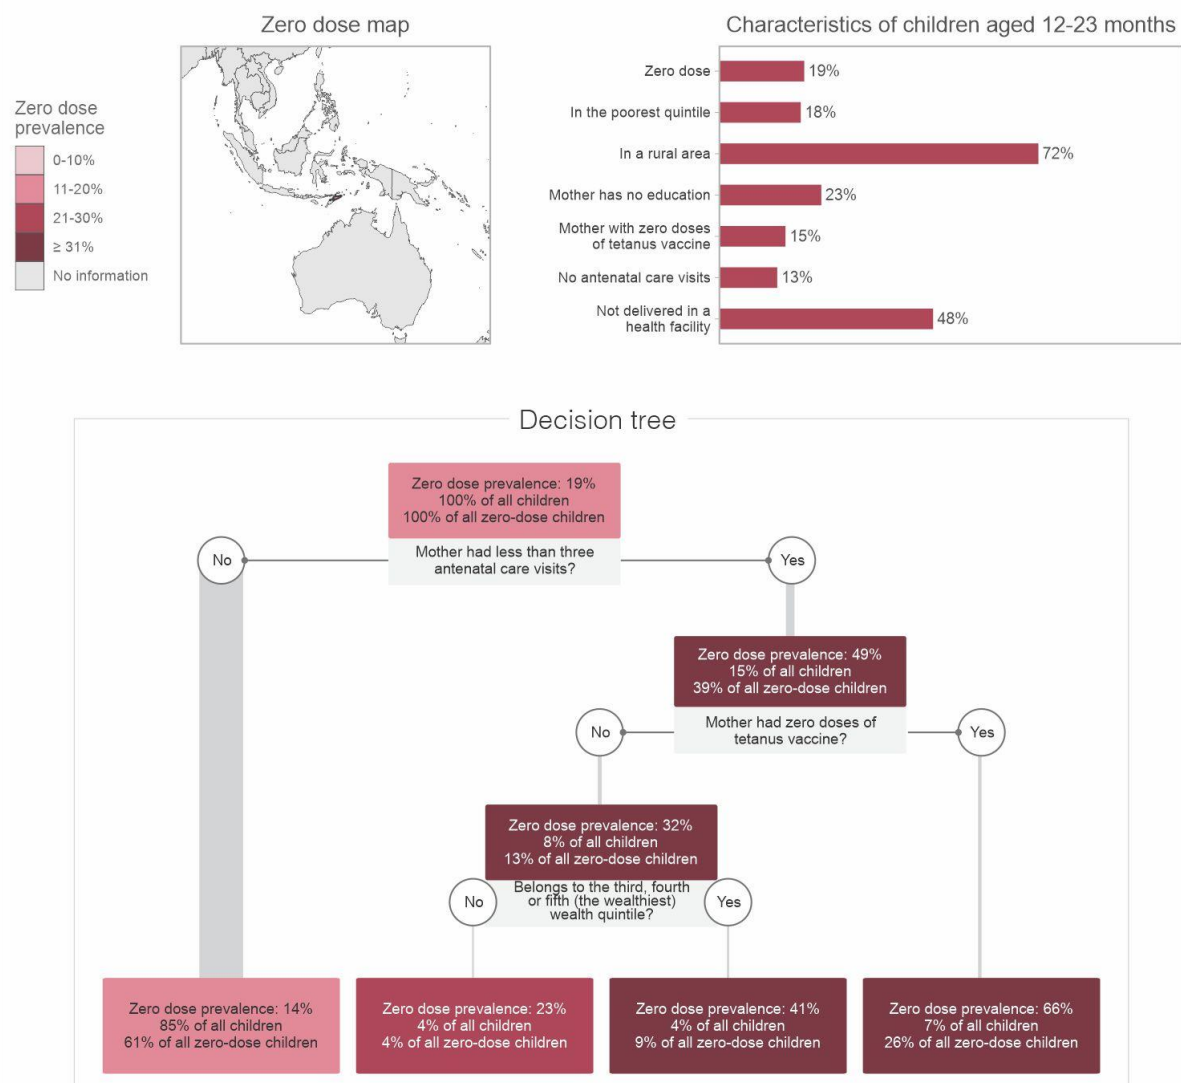 Zero dose map
Zero dose
prevalence
0-10%
11-20%
21-30%
≥ 31%
No information
Characteristics of children aged 12-23 months
Zero dose
19%
In the poorest quintile
18%
In a rural area
72%
Mother has no education
23%
Mother with zero doses
of tetanus vaccine
15%
No antenatal care visits
13%
Not delivered in a
health facility
48%
Decision tree
Zero dose prevalence: 19%
100% of all children
100% of all zero-dose children
Mother had less than three
antenatal care visits?
No
Yes
Zero dose prevalence: 49%
15% of all children
39% of all zero-dose children
Mother had zero doses of
tetanus vaccine?
No
Yes
Zero dose prevalence: 32%
8% of all children
13% of all zero-dose children
Belongs to the third, fourth
or fifth (the wealthiest)
wealth quintile?
No
Yes
Zero dose prevalence: 14%
85% of all children
61% of all zero-dose children
Zero dose prevalence: 23%
4% of all children
4% of all zero-dose children
Zero dose prevalence: 41%
4% of all children
9% of all zero-dose children
Zero dose prevalence: 66%
7% of all children
26% of all zero-dose children